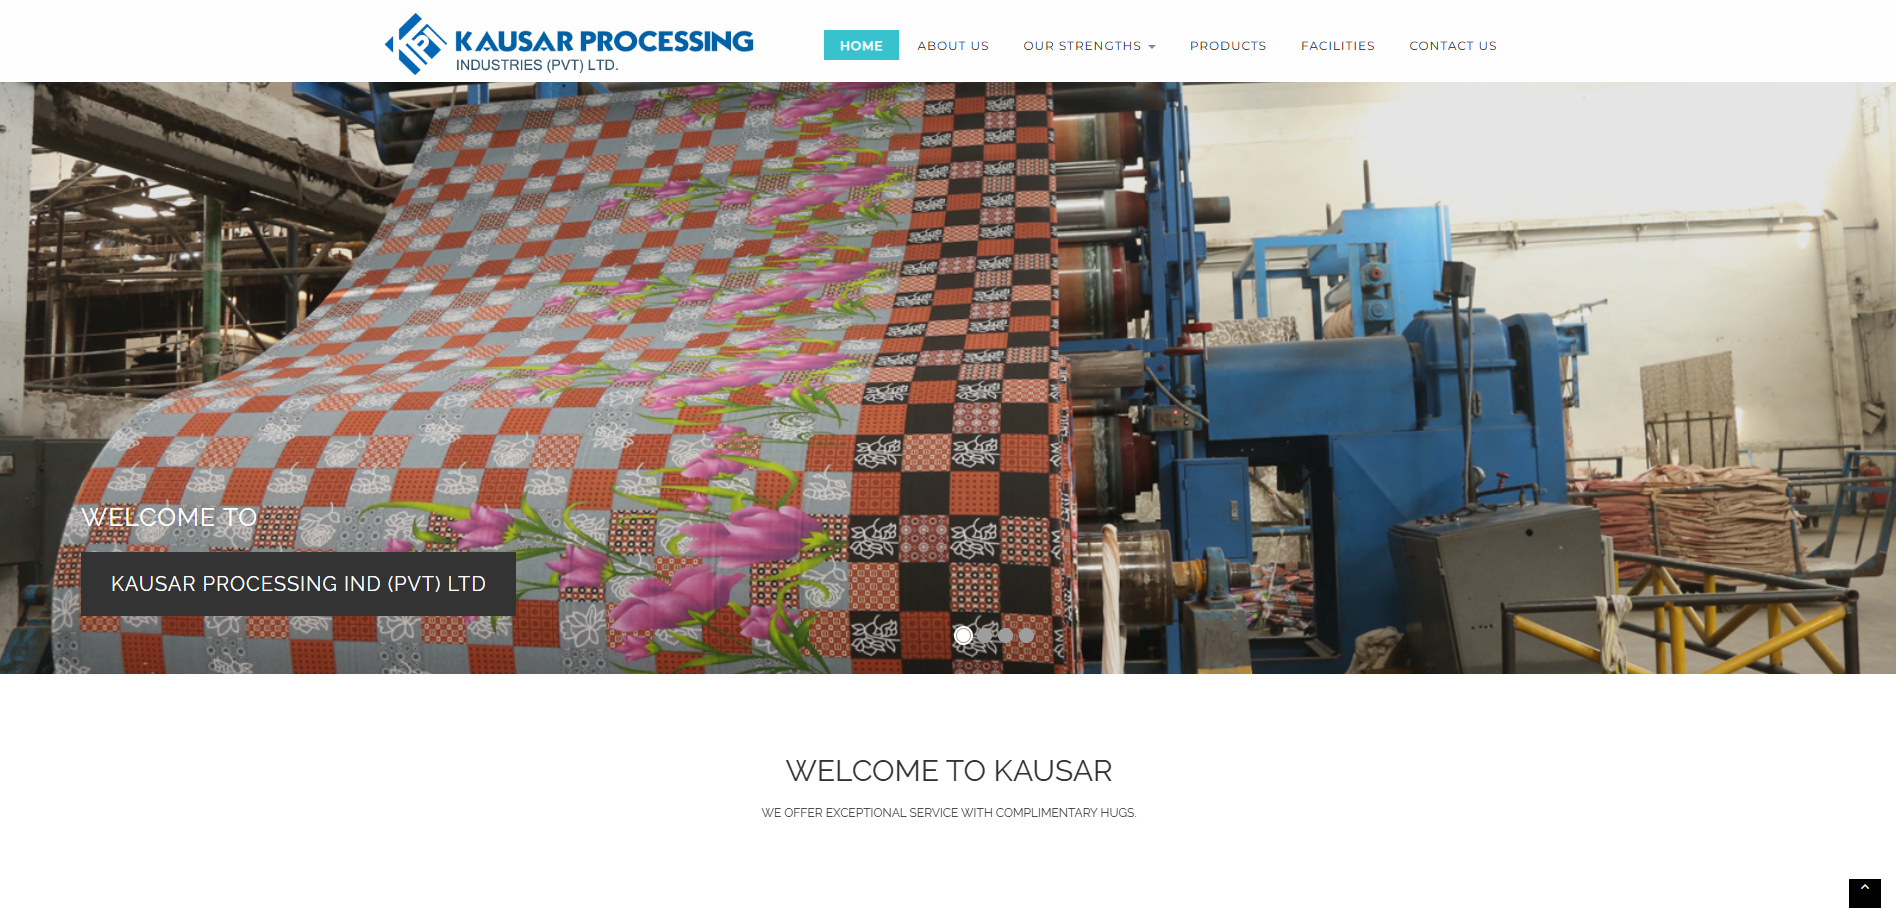 KAUSAR PROCESSING
INDUSTRIES (PVT) LTD.
HOME ABOUT US OUR STRENGTHS PRODUCTS FACILITIES CONTACT US
WELCOME TO
KAUSAR PROCESSING IND (PVT) LTD
WELCOME TO KAUSAR
WE OFFER EXCEPTIONAL SERVICE WITH COMPLIMENTARY HUGS.